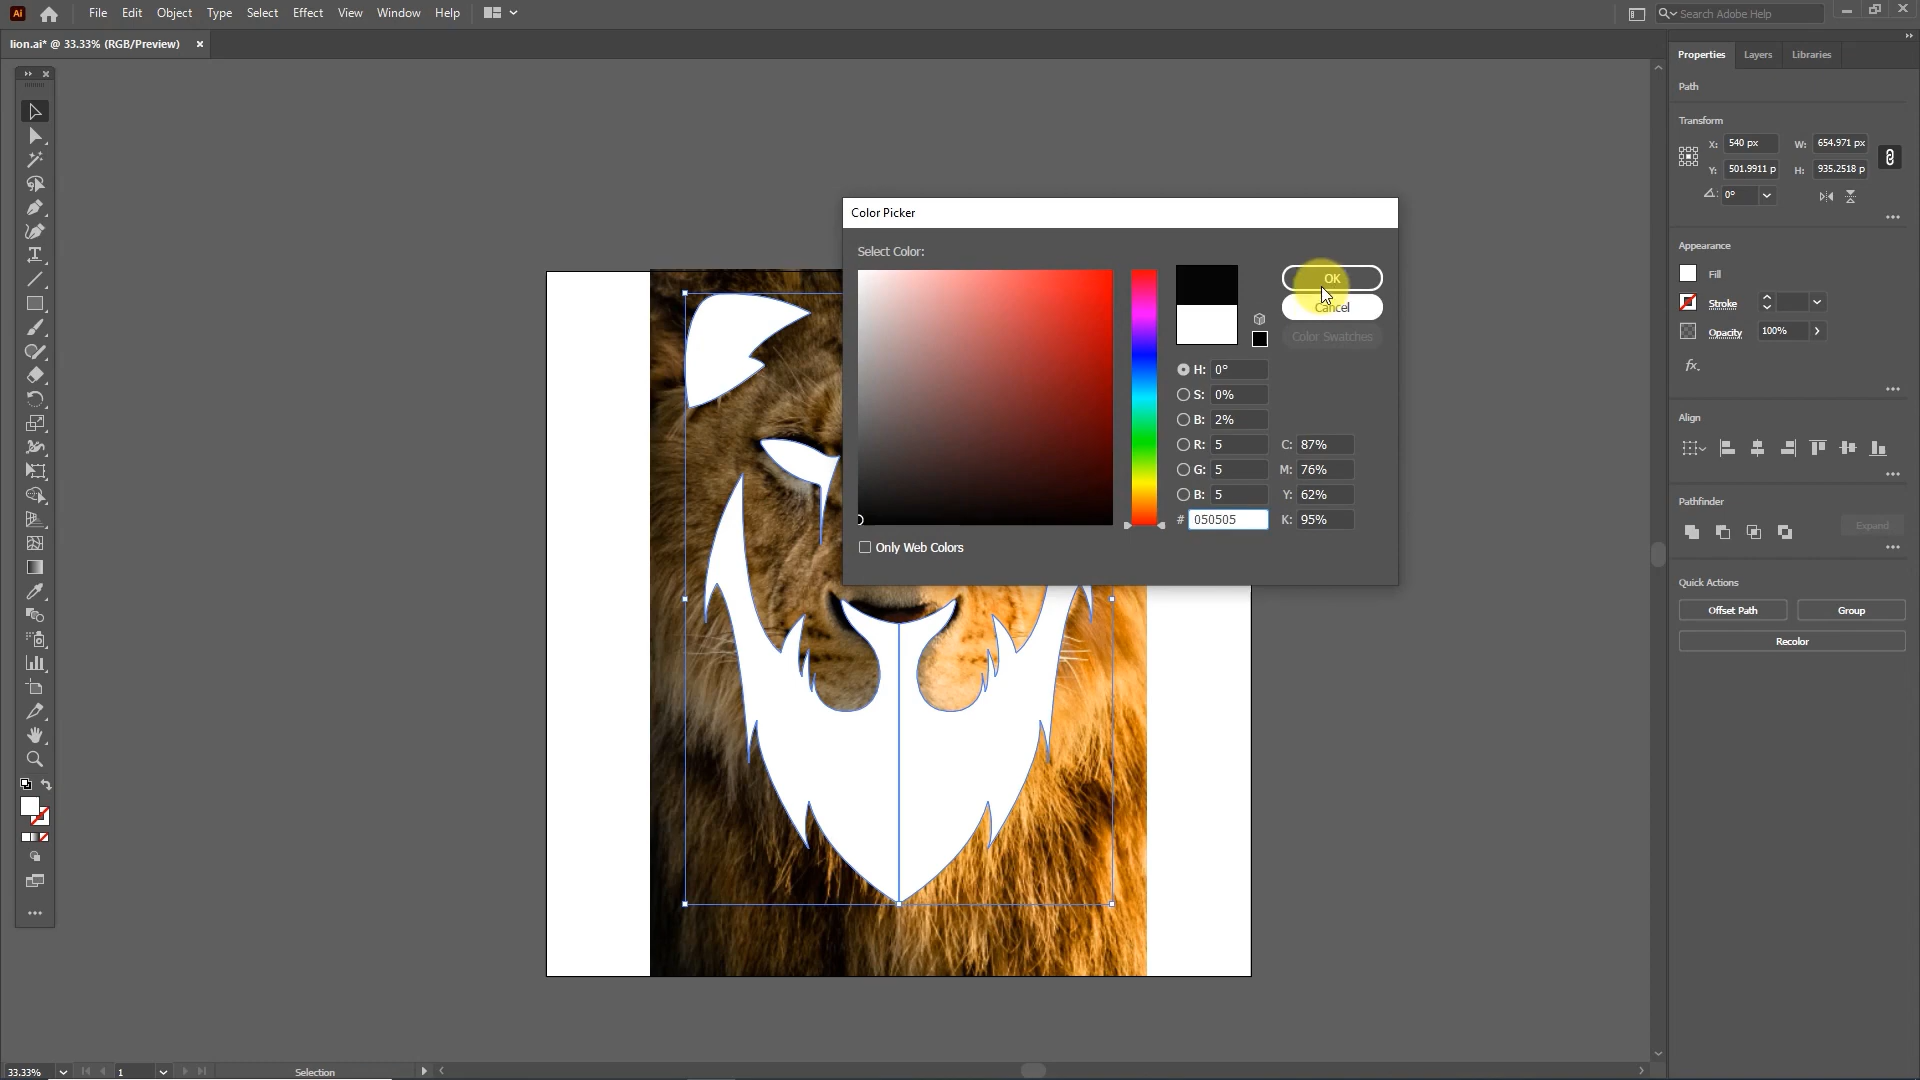 Ai File Edit Object Type Select Effect View Window Help Search Adobe Help
lion.ai* @ 33.33% (RGB/Preview) ×
Properties Layers Libraries
Path
Transform
X: 540 px W: 654.971 px
Y: 501.9911 p H: 935.2518 p
0°
Appearance
Fill
Stroke
Opacity 100%
fx.
Align
Pathfinder
Expand
Quick Actions
Offset Path Group
Recolor
Color Picker
Select Color:
OK
Cancel
Color Swatches
H: 0°
S: 0%
B: 2%
R: 5 C: 87%
G: 5 M: 76%
B: 5 Y: 62%
# 050505 K: 95%
Only Web Colors
33.33% 1 Selection